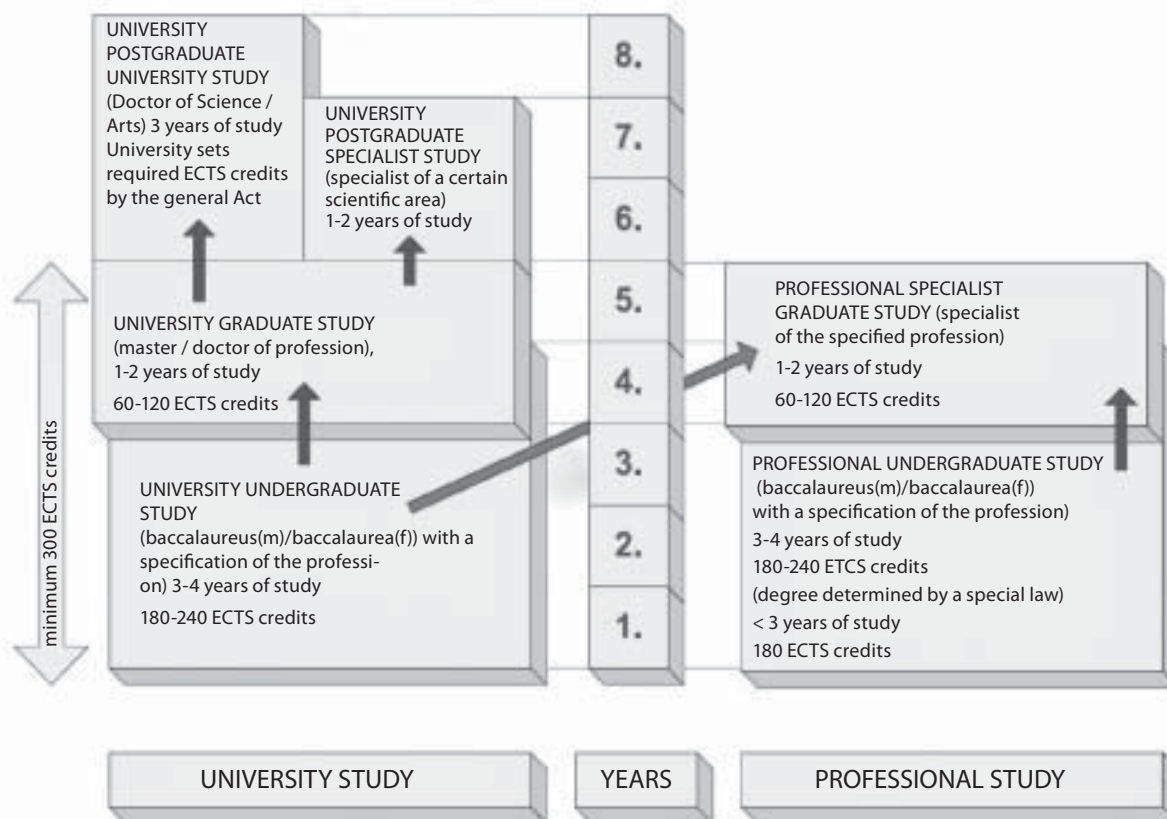 UNIVERSITY
POSTGRADUATE
UNIVERSITY STUDY
(Doctor of Science /
Arts) 3 years of study
University sets
required ECTS credits
by the general Act
UNIVERSITY
POSTGRADUATE
SPECIALIST STUDY
(specialist of a certain
scientific area)
1-2 years of study
UNIVERSITY GRADUATE STUDY
(master / doctor of profession),
1-2 years of study
60-120 ECTS credits
UNIVERSITY UNDERGRADUATE
STUDY
(baccalaureus(m)/baccalaurea(f)) with a
specification of the professi-
on) 3-4 years of study
180-240 ECTS credits
minimum 300 ECTS credits
8.
7.
6.
5.
4.
3.
2.
1.
PROFESSIONAL SPECIALIST
GRADUATE STUDY (specialist
of the specified profession)
1-2 years of study
60-120 ECTS credits
PROFESSIONAL UNDERGRADUATE STUDY
(baccalaureus(m)/baccalaurea(f))
with a specification of the profession)
3-4 years of study
180-240 ETCS credits
(degree determined by a special law)
< 3 years of study
180 ECTS credits
UNIVERSITY STUDY
YEARS
PROFESSIONAL STUDY